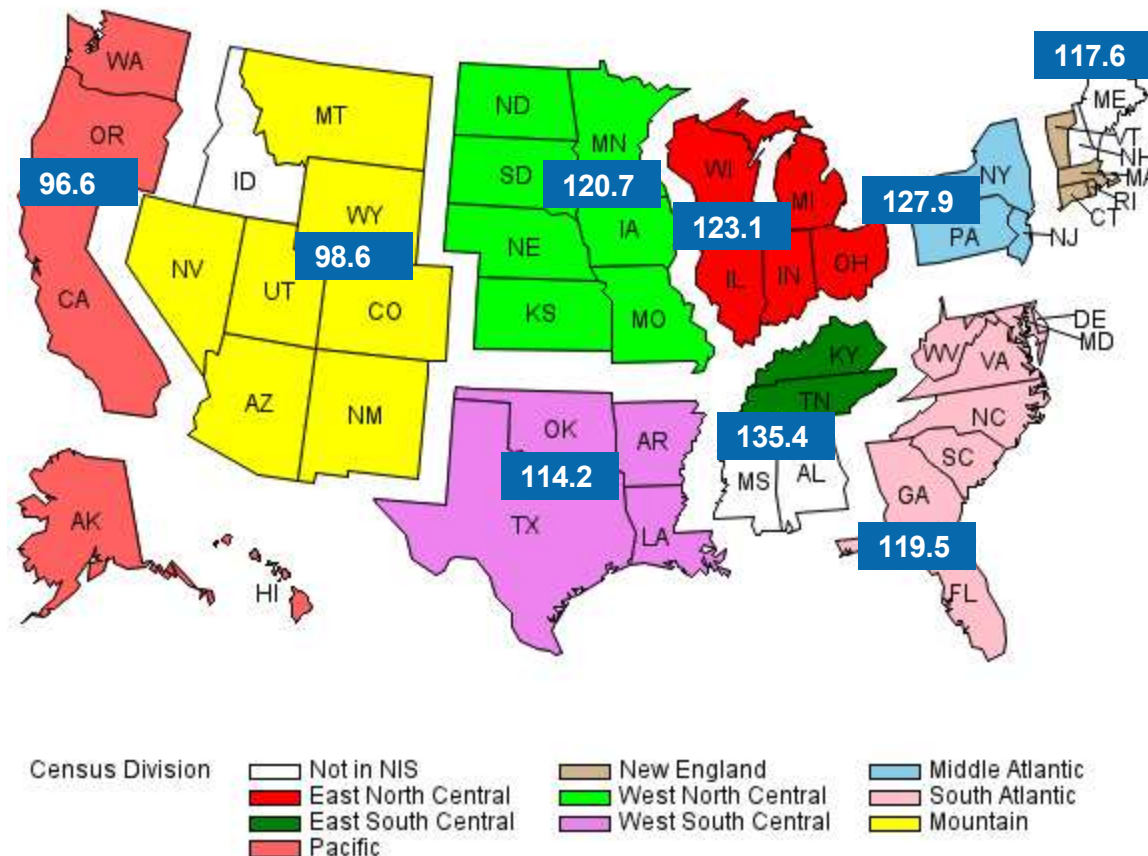 117.6
WA
ME
MT
ND
VT
OR
MN
NH
WI
96.6
ID
SD
120.7
NY
MA
127.9
RI
MI
CT
WY
123.1
IA
PA
NJ
NE
98.6
NV
UT
IL
IN
OH
CA
CO
KS
MO
DE
MD
KY
WV
VA
TN
AZ
NM
OK
AR
135.4
NC
SC
114.2
MS
AL
GA
AK
TX
LA
119.5
HI
FL
Census Division
Not in NIS
New England
Middle Atlantic
East North Central
West North Central
South Atlantic
East South Central
West South Central
Mountain
Pacific